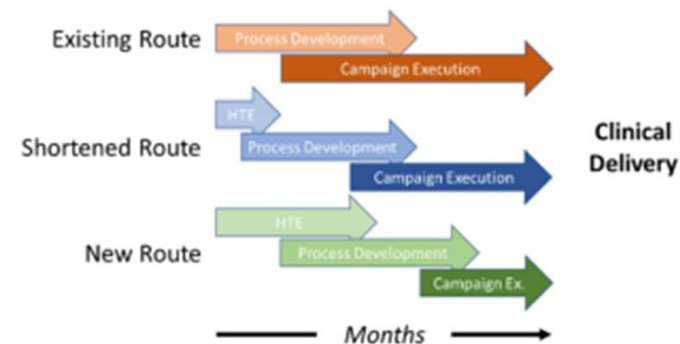 Existing Route
Process Development
Campaign Execution
HTE
Shortened Route
Process Development
Campaign Execution
Clinical
Delivery
HTE
New Route
Process Development
Campaign Ex.
Months